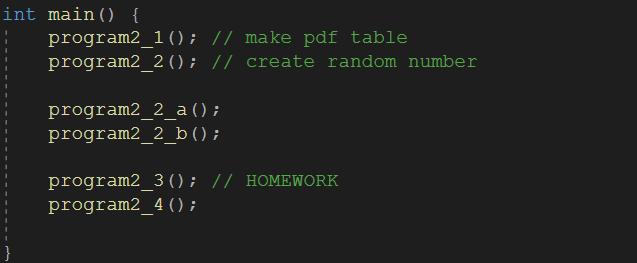 int main() {
program2_1(); // make pdf table
program2_2(); // create random number
program2_2_a();
program2_2_b();
program2_3(); // HOMEWORK
program2_4();
}